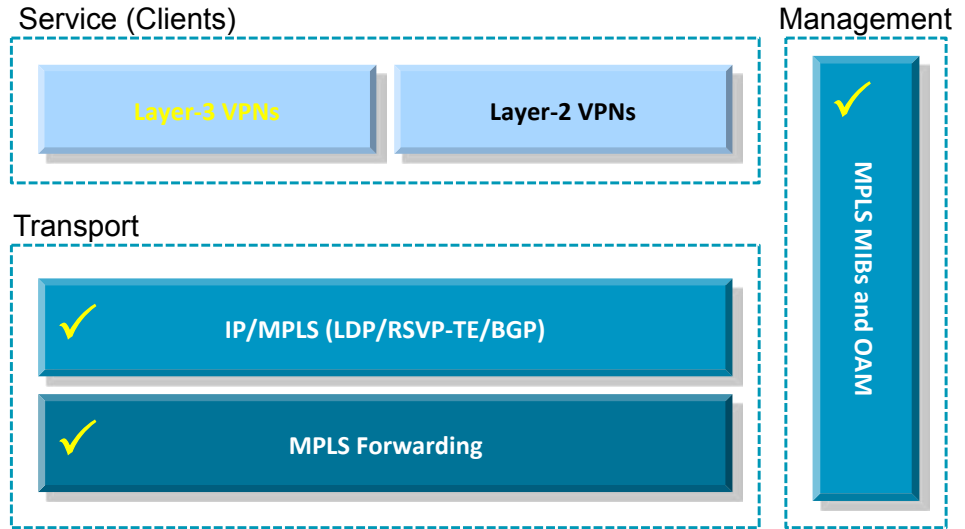 Service (Clients)
Management
Layer-3 VPNs
Layer-2 VPNs
MPLS MIBs and OAM
Transport
IP/MPLS (LDP/RSVP-TE/BGP)
MPLS Forwarding